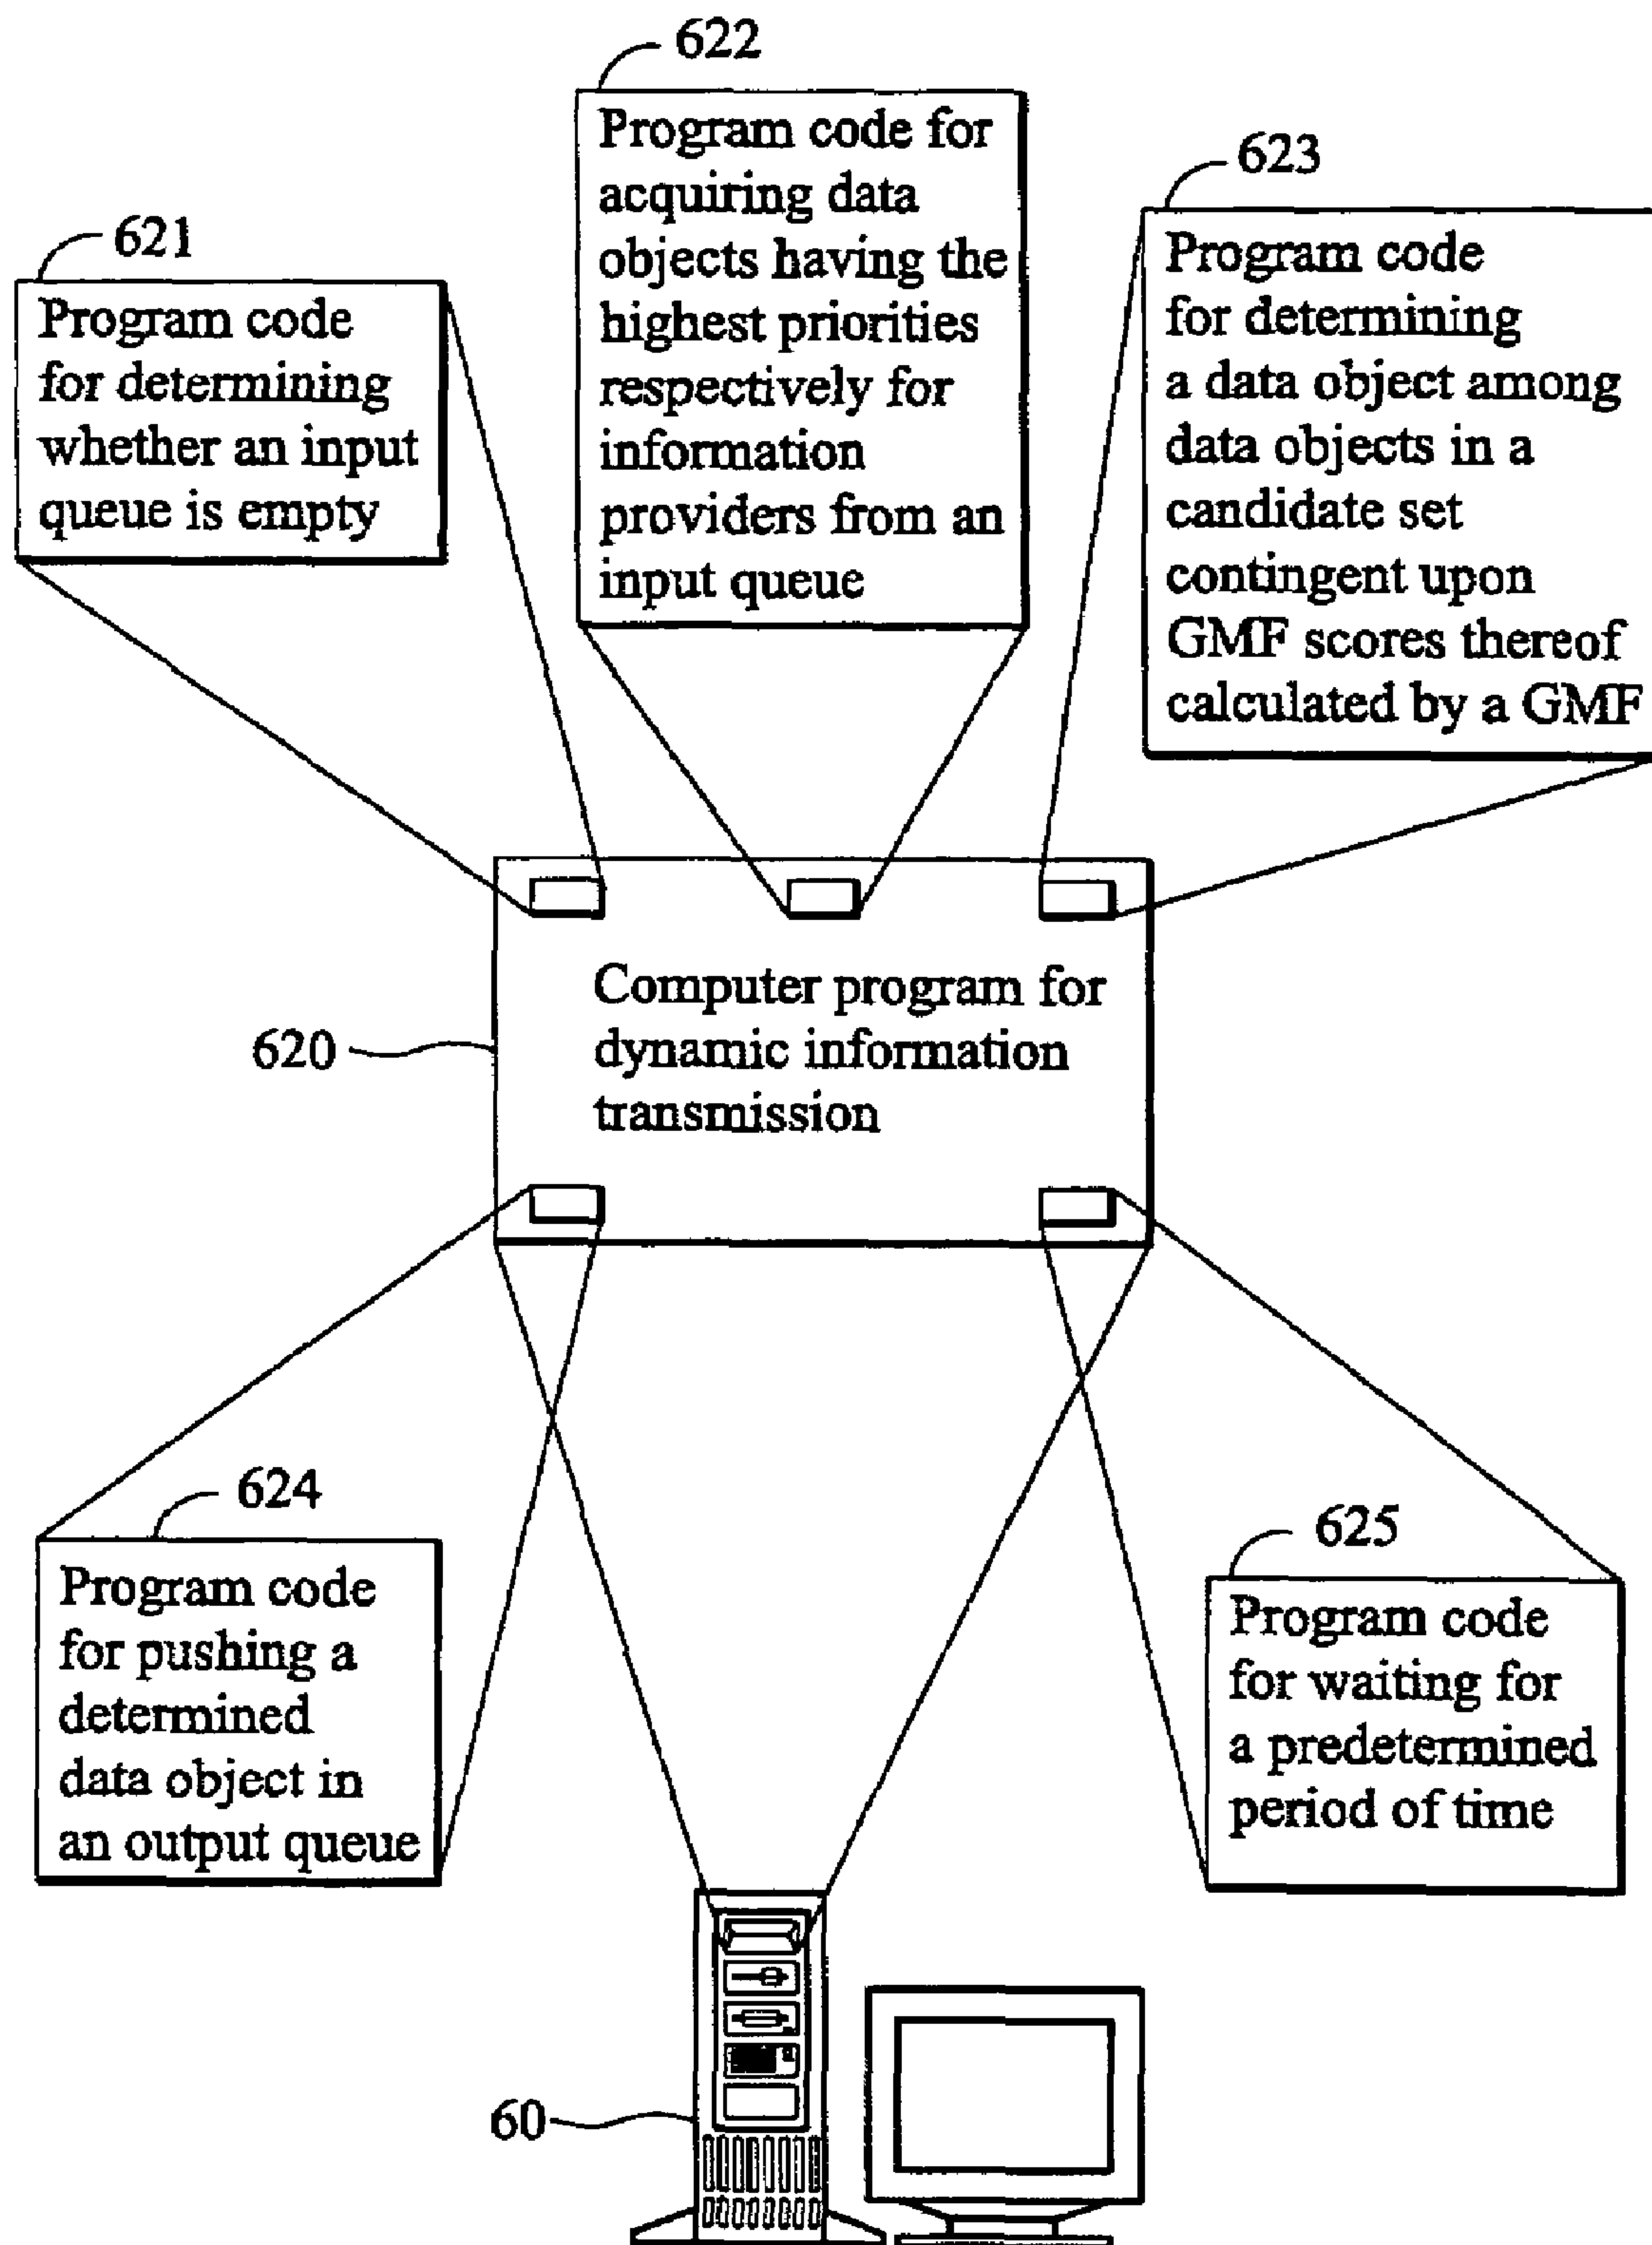 622
Program code for
acquiring data
objects having the
highest priorities
respectively for
information
providers from an
input queue
623
Program code
for determining
a data object among
data objects in a
candidate set
contingent upon
GMF scores thereof
calculated by a GMF
621
Program code
for determining
whether an input
queue is empty
Computer program for
dynamic information
transmission
620
624
Program code
for pushing a
determined
data object in
an output queue
625
Program code
for waiting for
a predetermined
period of time
60